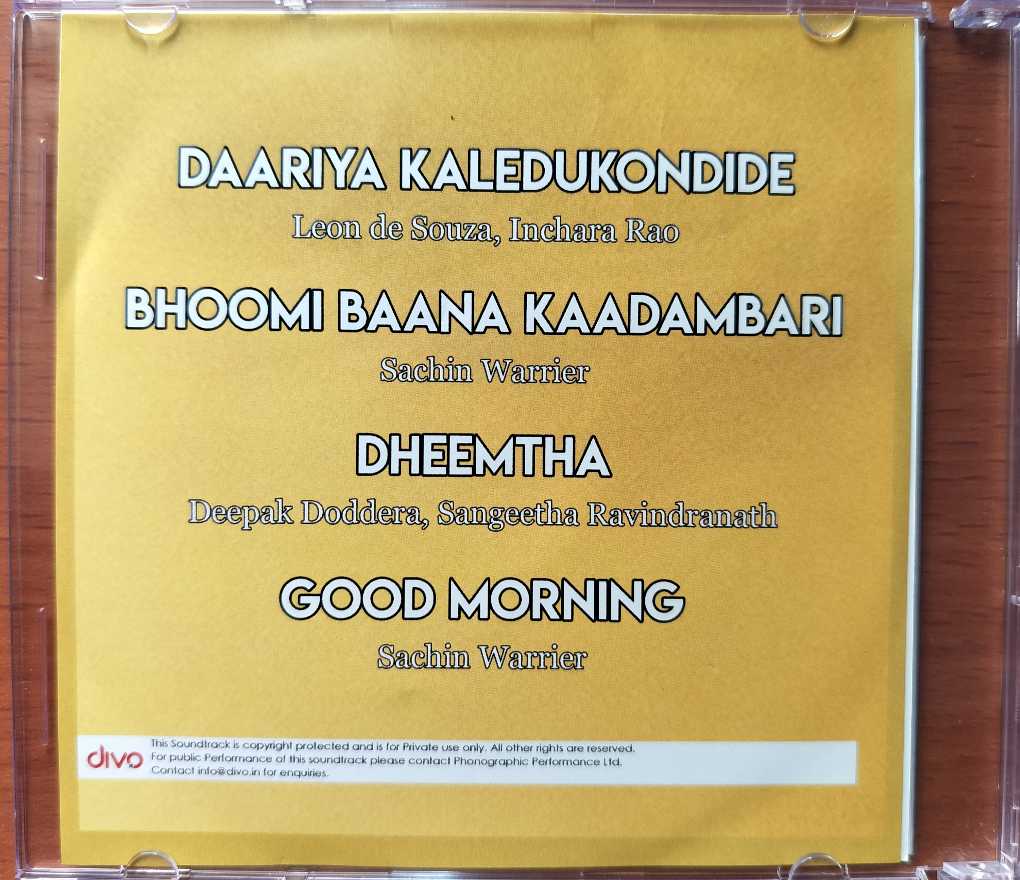 DAARIYA KALEDUKONDIDE
Leon de Souza, Inchara Rao
BHOOMI BAANA KAADAMBARI
Sachin Warrier
DHEEMTHA
Deepak Doddera, Sangeetha Ravindranath
GOOD MORNING
Sachin Warrier
divo
This Soundtrack is copyright protected and is for Private use only. All other rights are reserved.
For public Performance of this soundtrack please contact Phonographic Performance Ltd.
Contact info@divo.in for enquiries.